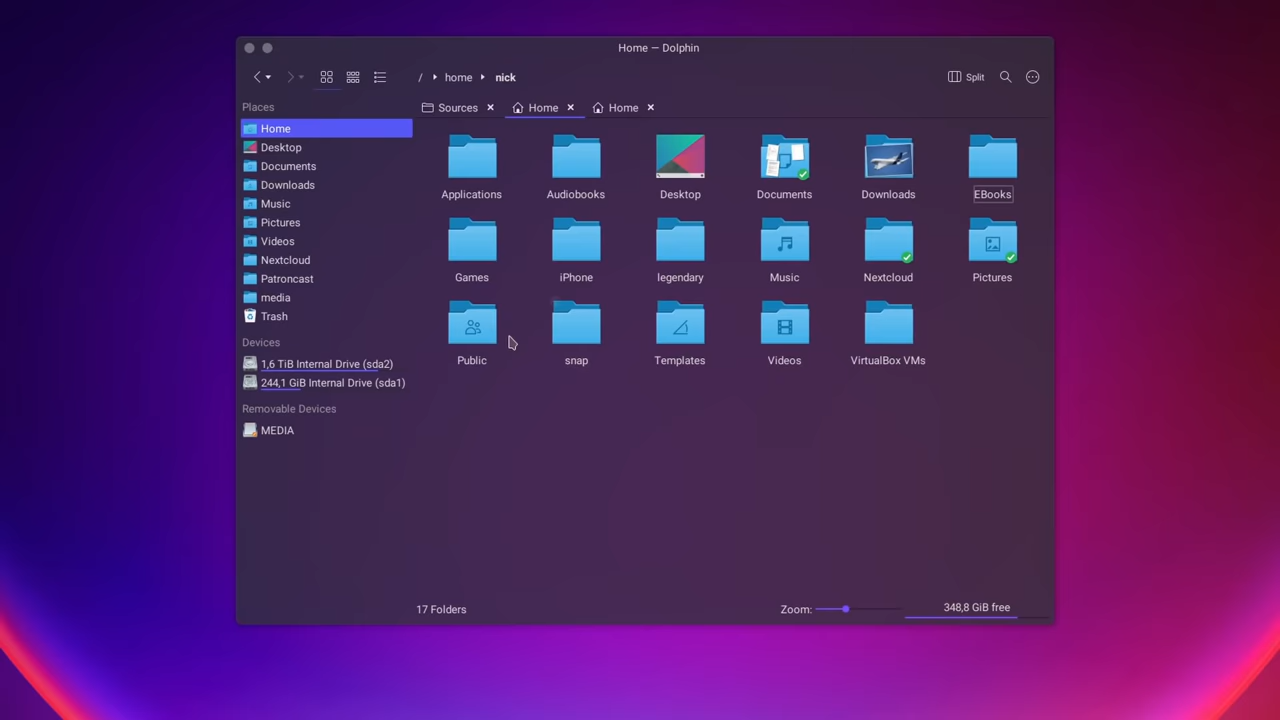 Home — Dolphin
/ home nick
Split
Places
Sources Home Home
Home
Desktop
Documents
Downloads
Music
Pictures
Videos
Nextcloud
Patroncast
media
Trash
Devices
1,6 TiB Internal Drive (sda2)
244,1 GiB Internal Drive (sda1)
Removable Devices
MEDIA
Applications Audiobooks Desktop Documents Downloads EBooks
Games iPhone legendary Music Nextcloud Pictures
Public snap Templates Videos VirtualBox VMs
17 Folders
Zoom:
348,8 GiB free